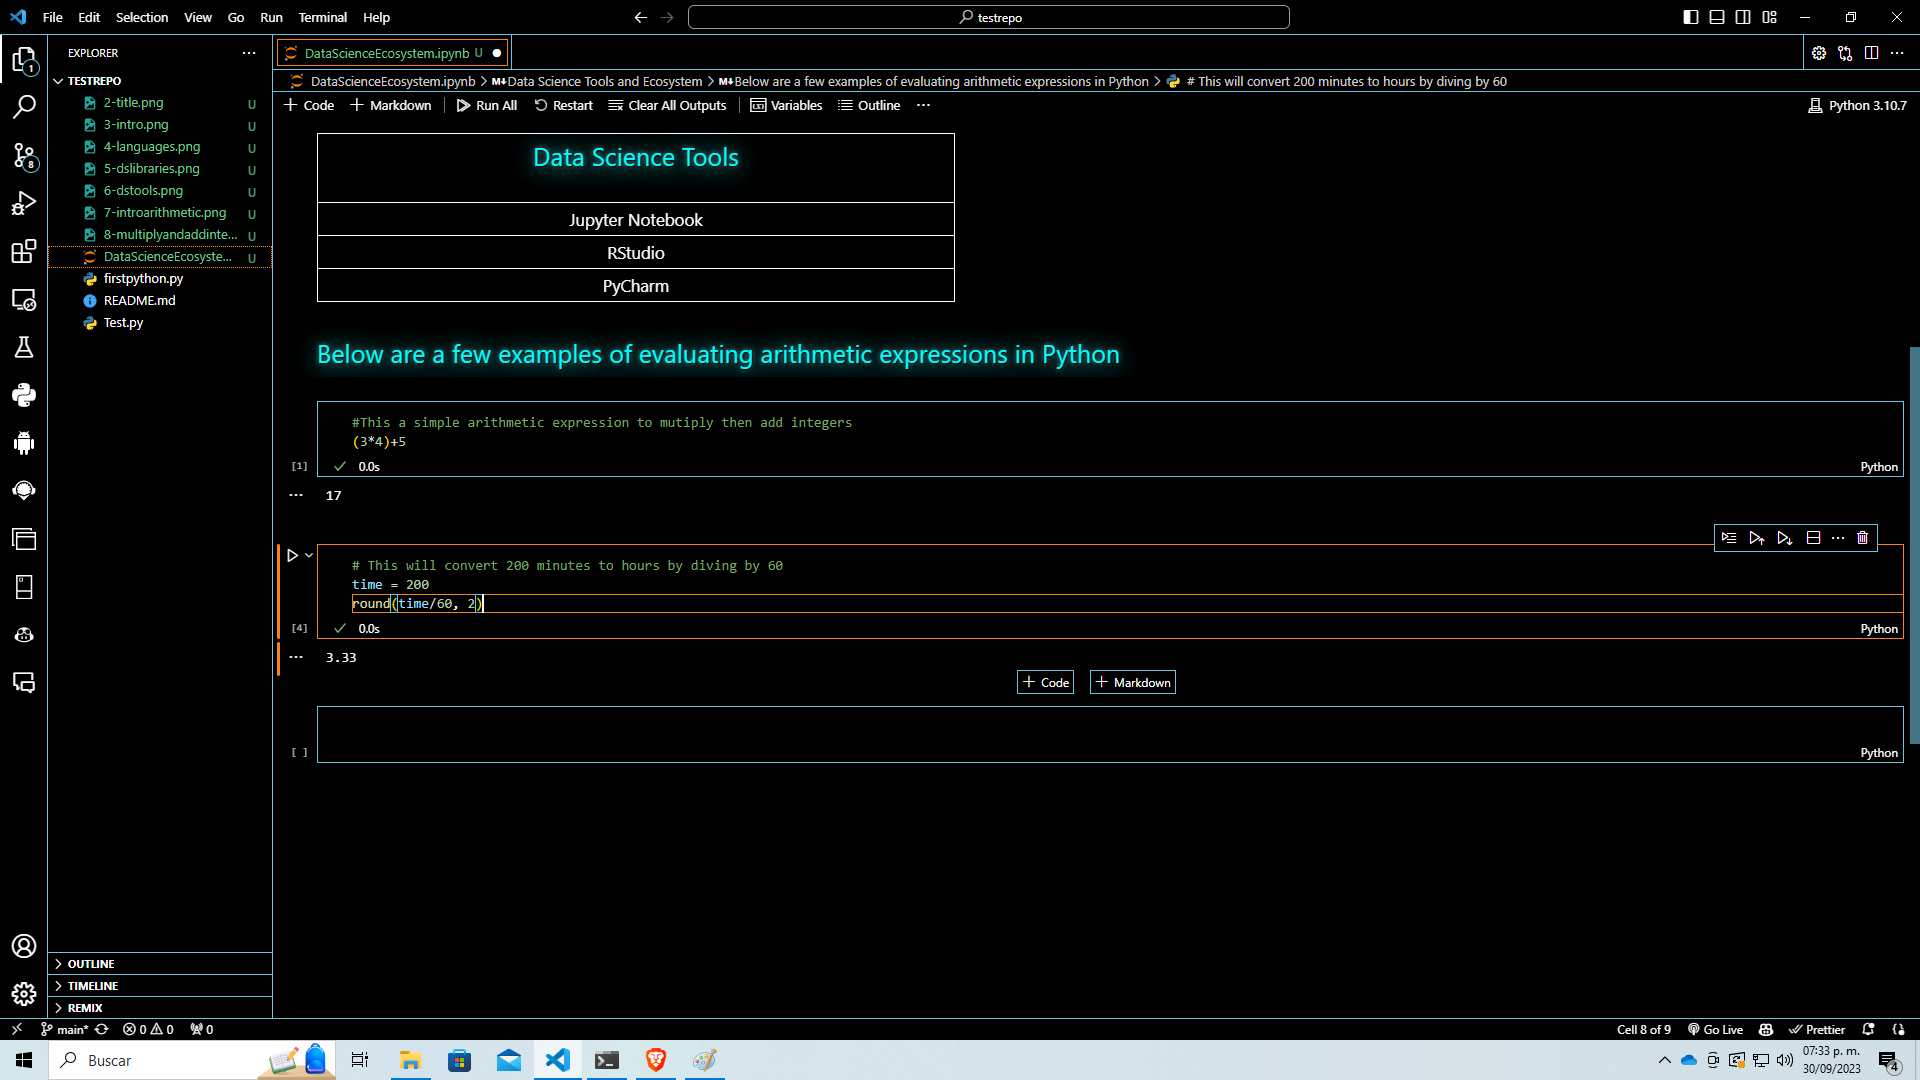 File Edit Selection View Go Run Terminal Help
testrepo
EXPLORER
TESTREPO
2-title.png U
3-intro.png U
4-languages.png U
5-dslibraries.png U
6-dstools.png U
7-introarithmetic.png U
8-multiplyandaddinte... U
DataScienceEcosyste... U
firstpython.py
README.md
Test.py
OUTLINE
TIMELINE
REMIX
1
8
DataScienceEcosystem.ipynb U
DataScienceEcosystem.ipynb > M↓Data Science Tools and Ecosystem > M↓Below are a few examples of evaluating arithmetic expressions in Python > # This will convert 200 minutes to hours by diving by 60
+ Code + Markdown Run All Restart Clear All Outputs Variables Outline ...
Python 3.10.7
Data Science Tools
Jupyter Notebook
RStudio
PyCharm
Below are a few examples of evaluating arithmetic expressions in Python
#This a simple arithmetic expression to mutiply then add integers
(3*4)+5
[1] 0.0s Python
17
# This will convert 200 minutes to hours by diving by 60
time = 200
round(time/60, 2)
[4] 0.0s Python
3.33
+ Code + Markdown
[ ] Python
main* 0 0 0
Cell 8 of 9 Go Live Prettier
Buscar
07:33 p. m.
30/09/2023
4